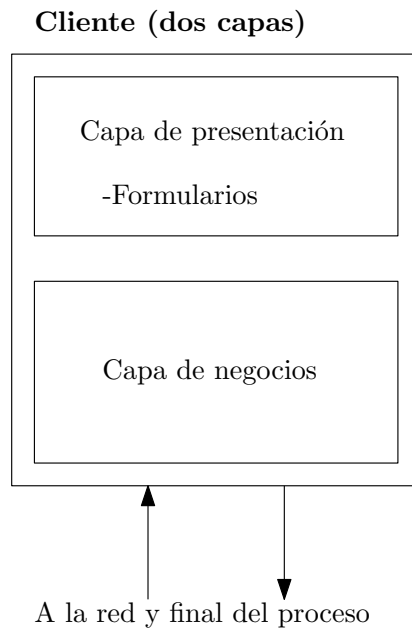 Cliente (dos capas)
Capa de presentación
-Formularios
Capa de negocios
A la red y final del proceso